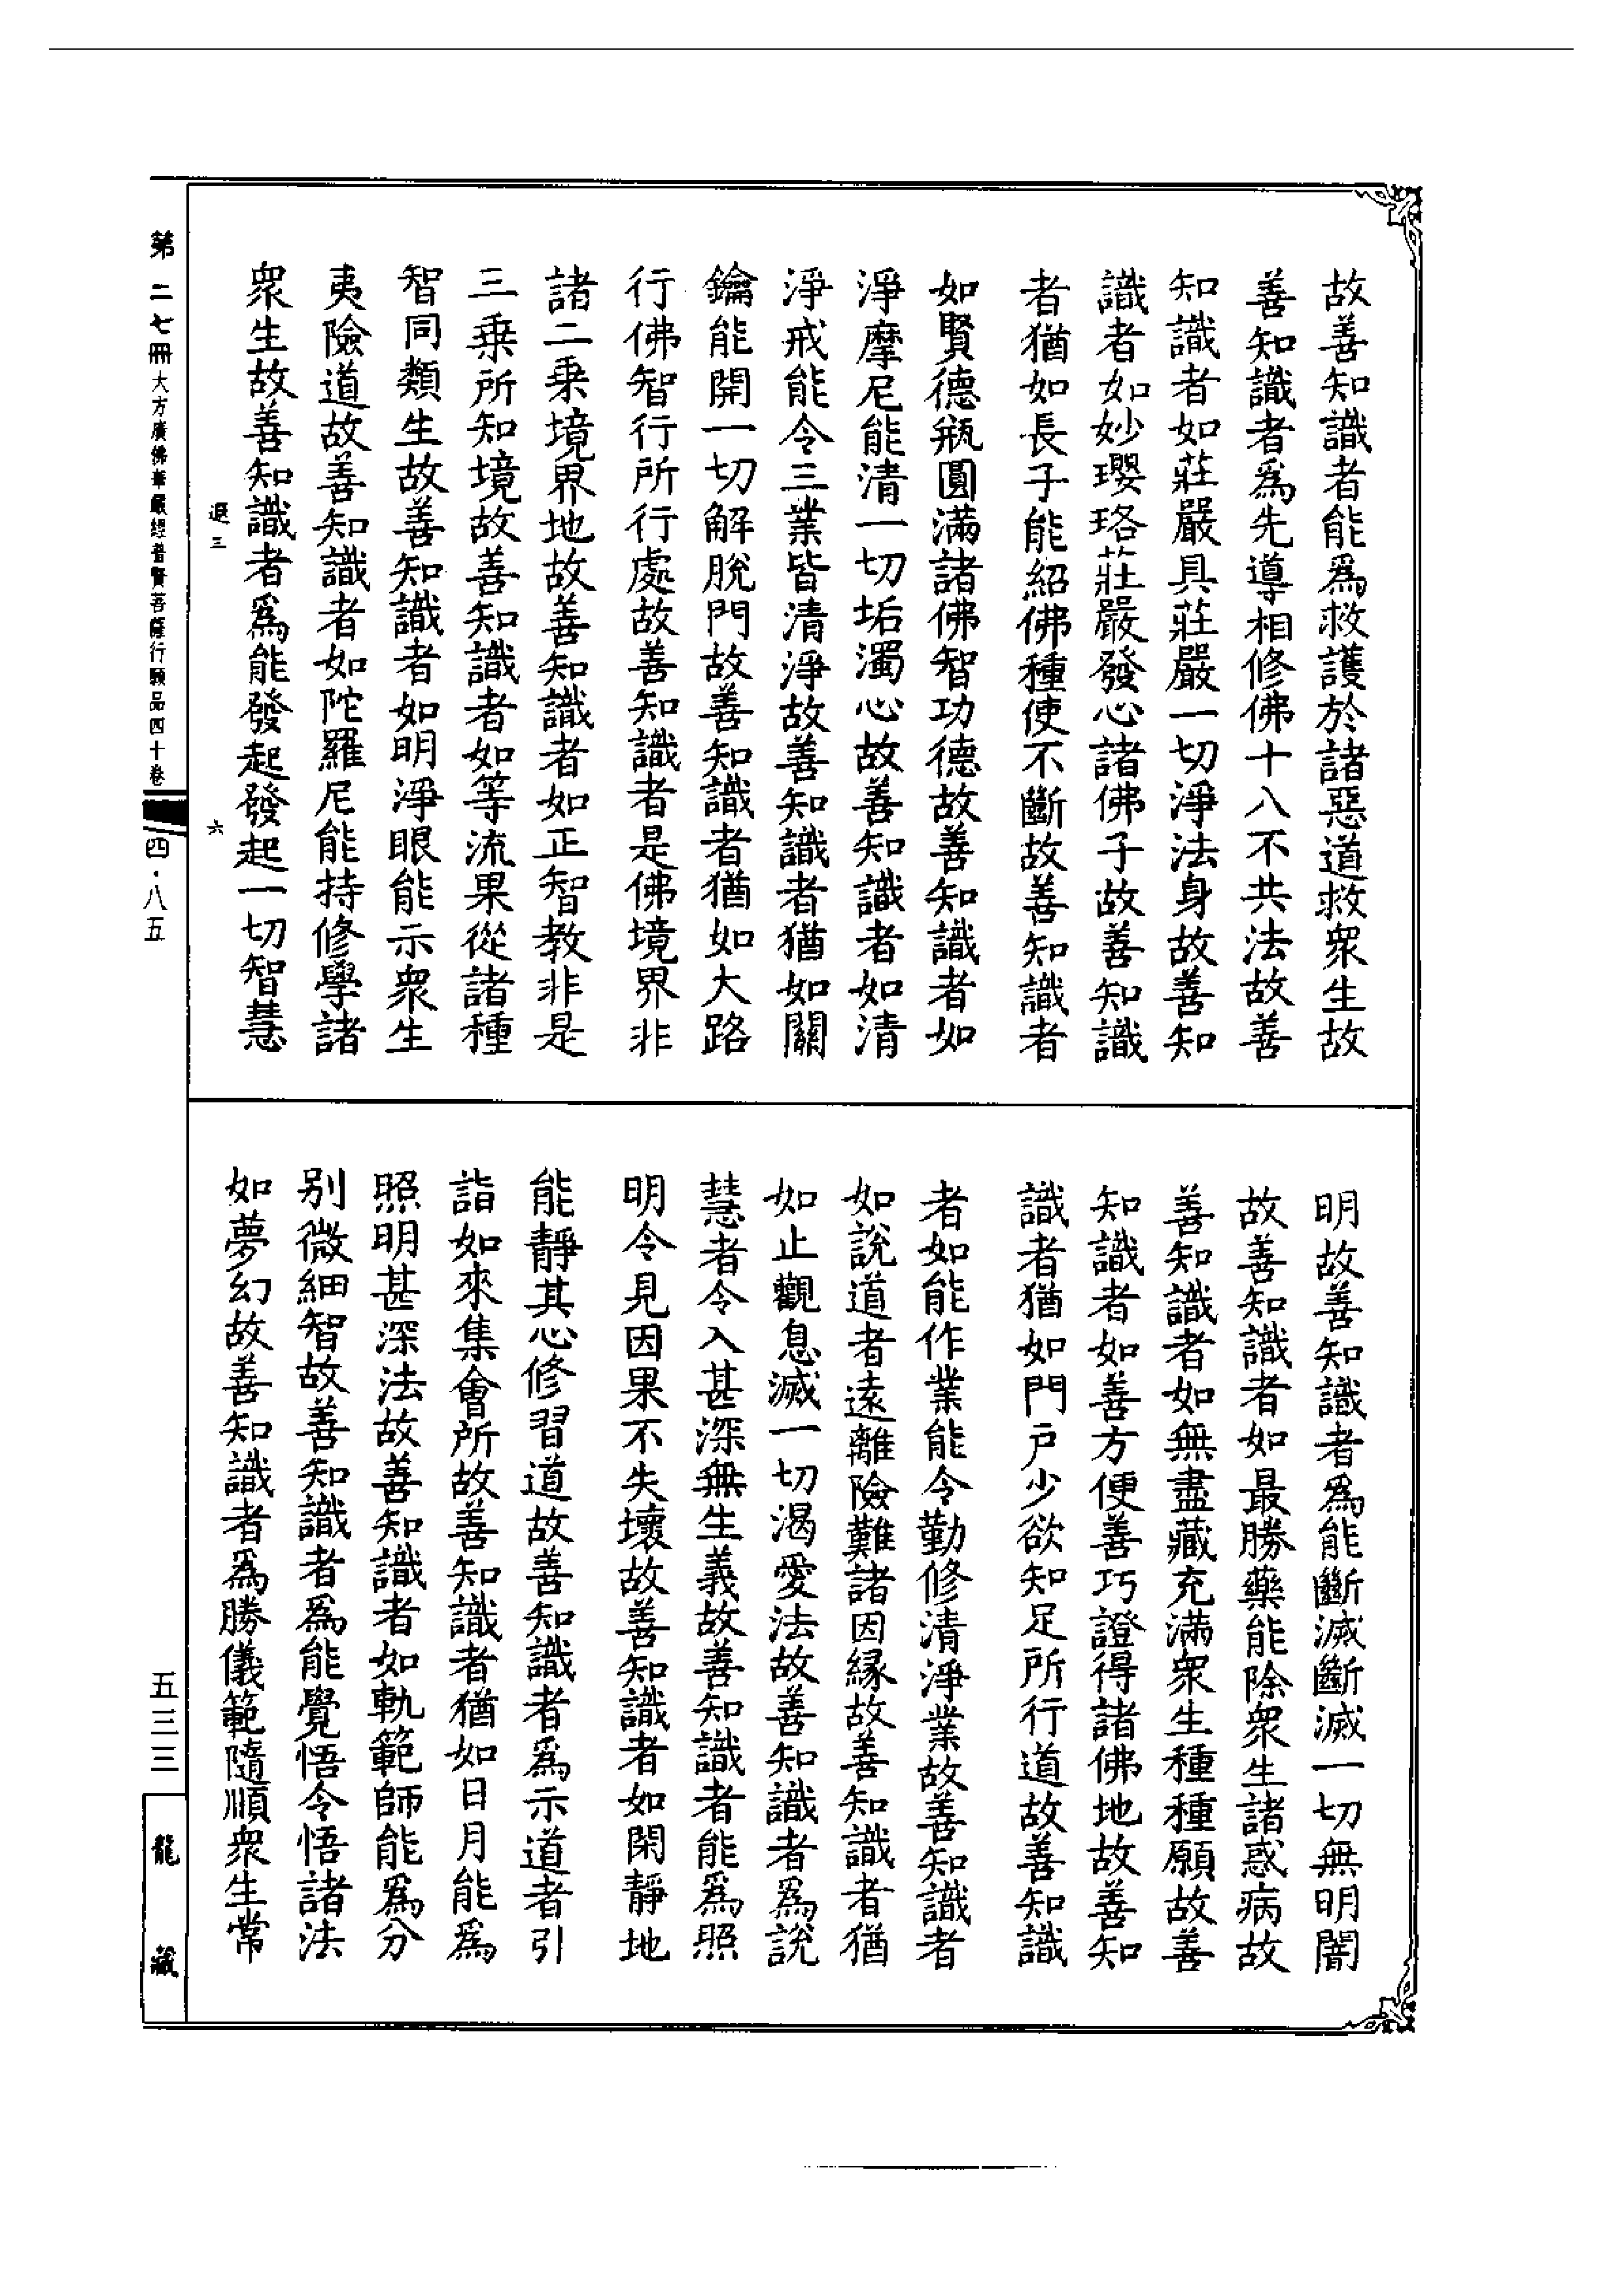 故善知識者能爲救護於諸惡道救衆生故
善知識者爲先導相修佛十八不共法故善
知識者如莊嚴具莊嚴一切淨法身故善知
識者如妙瓔珞莊嚴發心諸佛子故善知識
者猶如長子能紹佛種使不斷故善知識者
如賢德瓶圓滿諸佛智功德故善知識者如
淨摩尼能清一切垢濁心故善知識者如清
淨戒能令三業皆清淨故善知識者猶如關
鑰能開一切解脫門故善知識者猶如大路
行佛智行所行處故善知識者是佛境界非
諸二乗境界地故善知識者如正智教非是
三乗所知境故善知識者如等流果從諸種
智同類生故善知識者如明淨眼能示衆生
夷險道故善知識者如陀羅尼能持修學諸
衆生故善知識者爲能發起發起一切智慧
明故善知識者爲能斷滅斷滅一切無明闇
故善知識者如最勝藥能除衆生諸惑病故
善知識者如無盡藏充滿衆生種種願故善
知識者如善方便善巧證得諸佛地故善知
識者猶如門戶少欲知足所行道故善知識
者如能作業能令勤修清淨業故善知識者
如說道者遠離險難諸因緣故善知識者猶
如止觀息滅一切渴愛法故善知識者爲說
慧者令入甚深無生義故善知識者能爲照
明令見因果不失壞故善知識者如閑靜地
能靜其心修習道故善知識者爲示道者引
詣如來集會所故善知識者猶如日月能爲
照明甚深法故善知識者如軌範師能爲分
別微細智故善知識者爲能覺悟令悟諸法
如夢幻故善知識者爲勝儀範隨順衆生常
遐三
六
第二七冊大方廣佛華嚴經普賢菩薩行願品四十卷
四·八五
五三三
龍藏